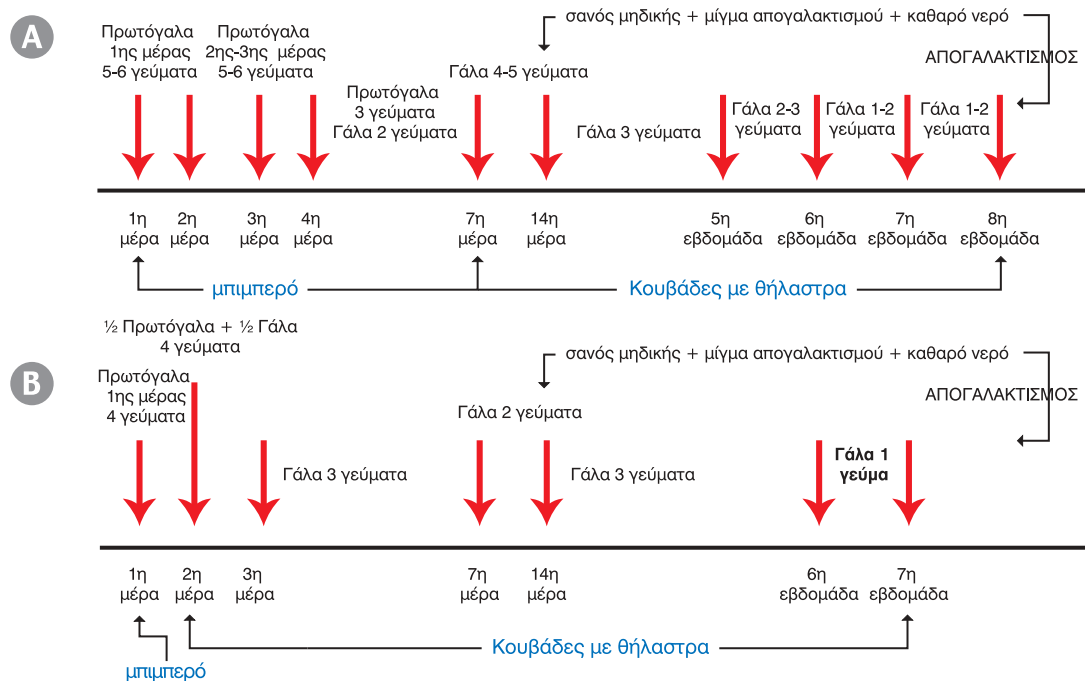 A
σανός μηδικής + μίγμα απογαλακτισμού + καθαρό νερό
ΑΠΟΓΑΛΑΚΤΙΣΜΟΣ
Πρωτόγαλα
1ης μέρας
5-6 γεύματα
Πρωτόγαλα
2ης-3ης μέρας
5-6 γεύματα
Πρωτόγαλα
3 γεύματα
Γάλα 2 γεύματα
Γάλα 4-5 γεύματα
Γάλα 3 γεύματα
Γάλα 2-3
γεύματα
Γάλα 1-2
γεύματα
Γάλα 1-2
γεύματα
1η
μέρα
2η
μέρα
3η
μέρα
4η
μέρα
7η
μέρα
14η
μέρα
5η
εβδομάδα
6η
εβδομάδα
7η
εβδομάδα
8η
εβδομάδα
μπιμπερό
Κουβάδες με θήλαστρα
B
½ Πρωτόγαλα + ½ Γάλα
4 γεύματα
σανός μηδικής + μίγμα απογαλακτισμού + καθαρό νερό
ΑΠΟΓΑΛΑΚΤΙΣΜΟΣ
Πρωτόγαλα
1ης μέρας
4 γεύματα
Γάλα 3 γεύματα
Γάλα 2 γεύματα
Γάλα 3 γεύματα
Γάλα 1
γεύμα
1η
μέρα
2η
μέρα
3η
μέρα
7η
μέρα
14η
μέρα
6η
εβδομάδα
7η
εβδομάδα
μπιμπερό
Κουβάδες με θήλαστρα